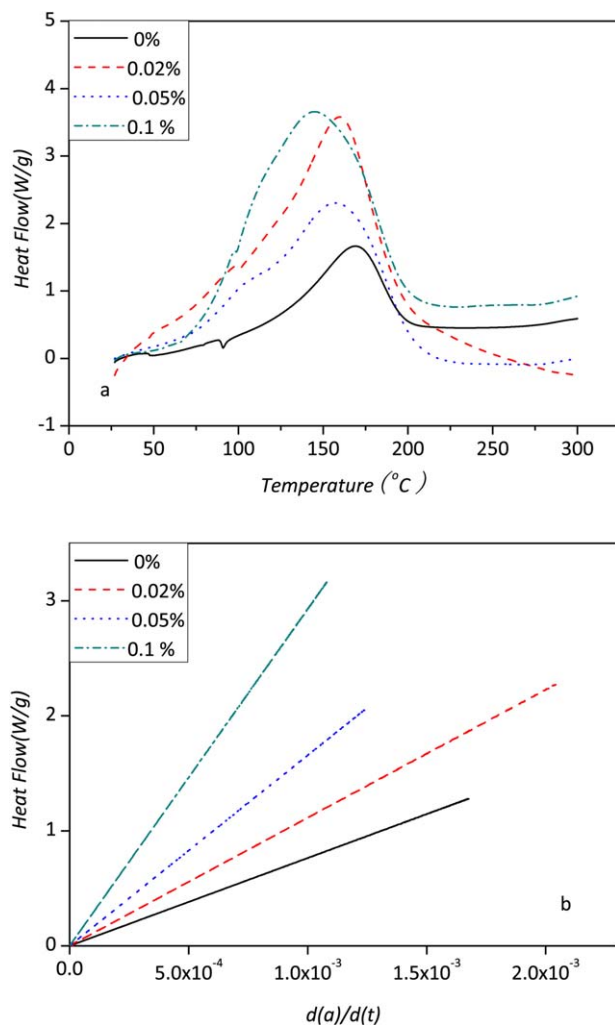 5
4
3
2
1
0
-1
Heat Flow(W/g)
0%
0.02%
0.05%
0.1 %
a
0
50
100
150
200
250
300
Temperature (°C )
3
2
1
0
Heat Flow(W/g)
0%
0.02%
0.05%
0.1 %
b
0.0
5.0x10⁻⁴
1.0x10⁻³
1.5x10⁻³
2.0x10⁻³
d(a)/d(t)